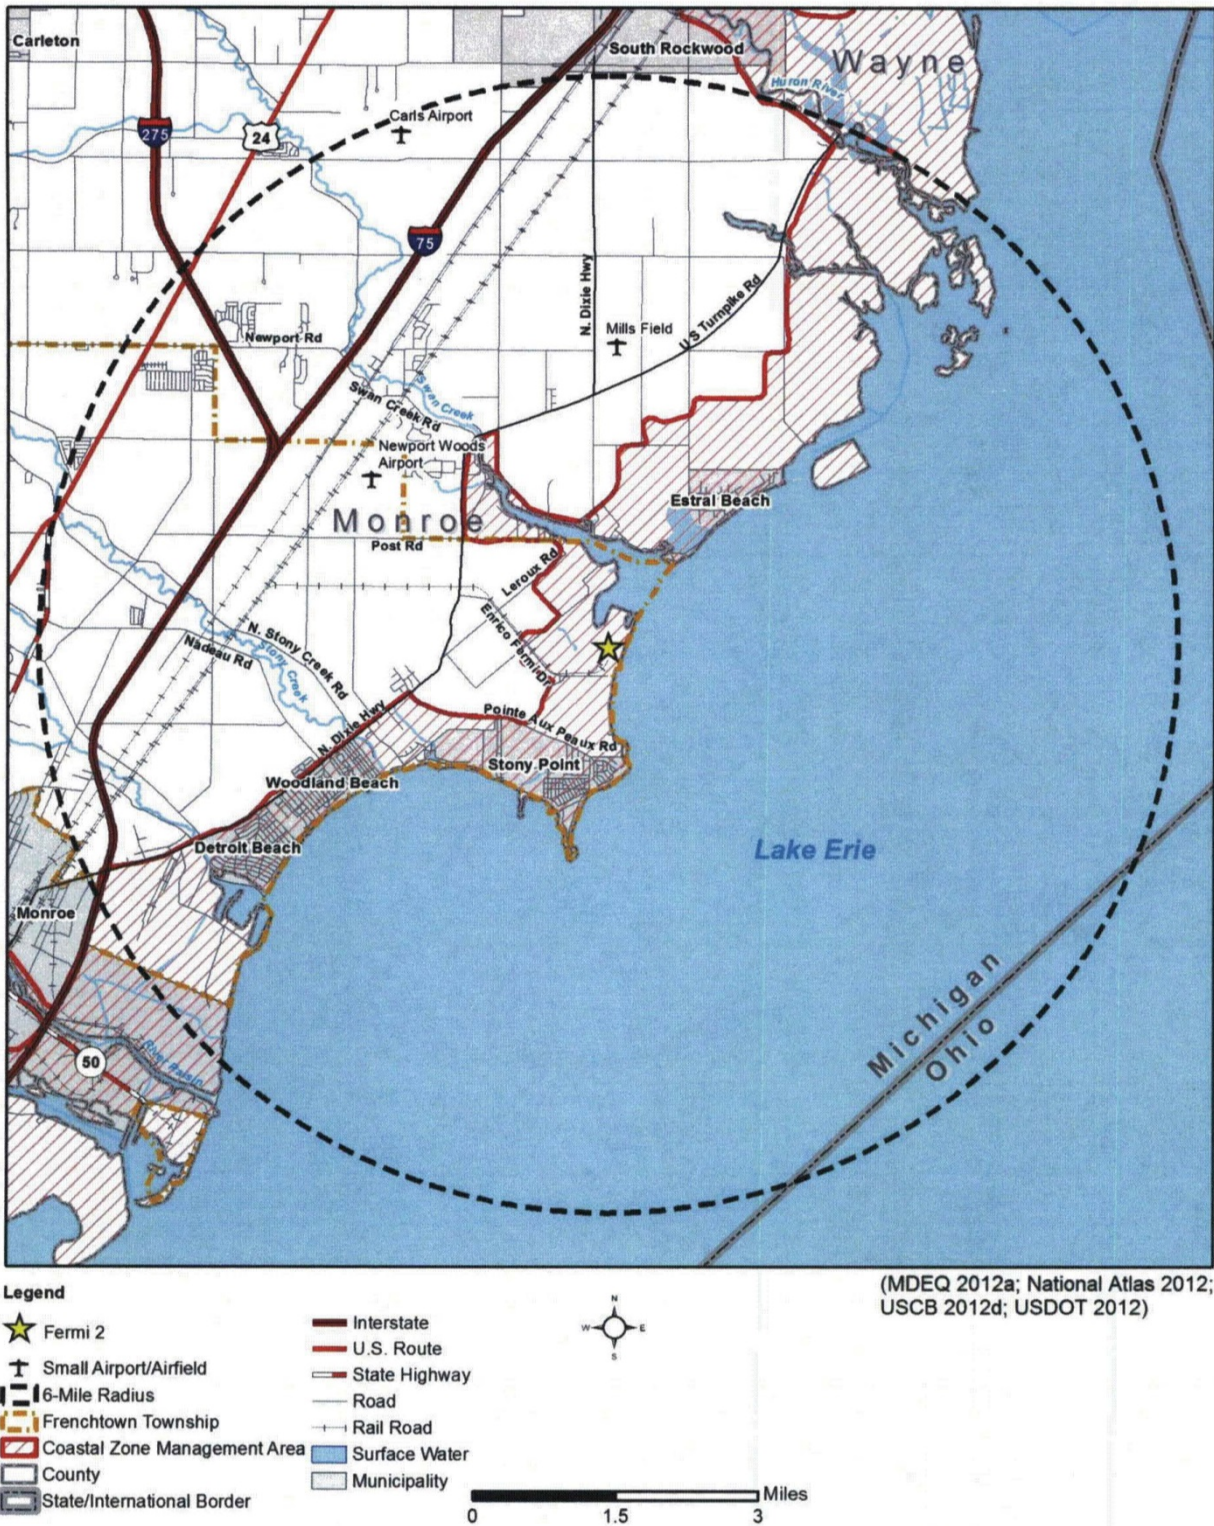 Carleton
South Rockwood
Wayne
Huron River
Carls Airport
275
24
75
N. Dixie Hwy
US Turnpike Rd
Mills Field
Newport Rd
Swan Creek
Swan Creek Rd
Newport Woods
Airport
Monroe
Estral Beach
Post Rd
Leroux Rd
Enrico Fermi Dr
N. Stony Creek Rd
Stony Creek
Nadeau Rd
N. Dixie Hwy
Pointe Aux Peaux Rd
Stony Point
Woodland Beach
Detroit Beach
Lake Erie
Monroe
Michigan
Ohio
50
River Raisin
(MDEQ 2012a; National Atlas 2012;
USCB 2012d; USDOT 2012)
Legend
Fermi 2
Small Airport/Airfield
6-Mile Radius
Frenchtown Township
Coastal Zone Management Area
County
State/International Border
Interstate
U.S. Route
State Highway
Road
Rail Road
Surface Water
Municipality
N
W E
S
Miles
0 1.5 3